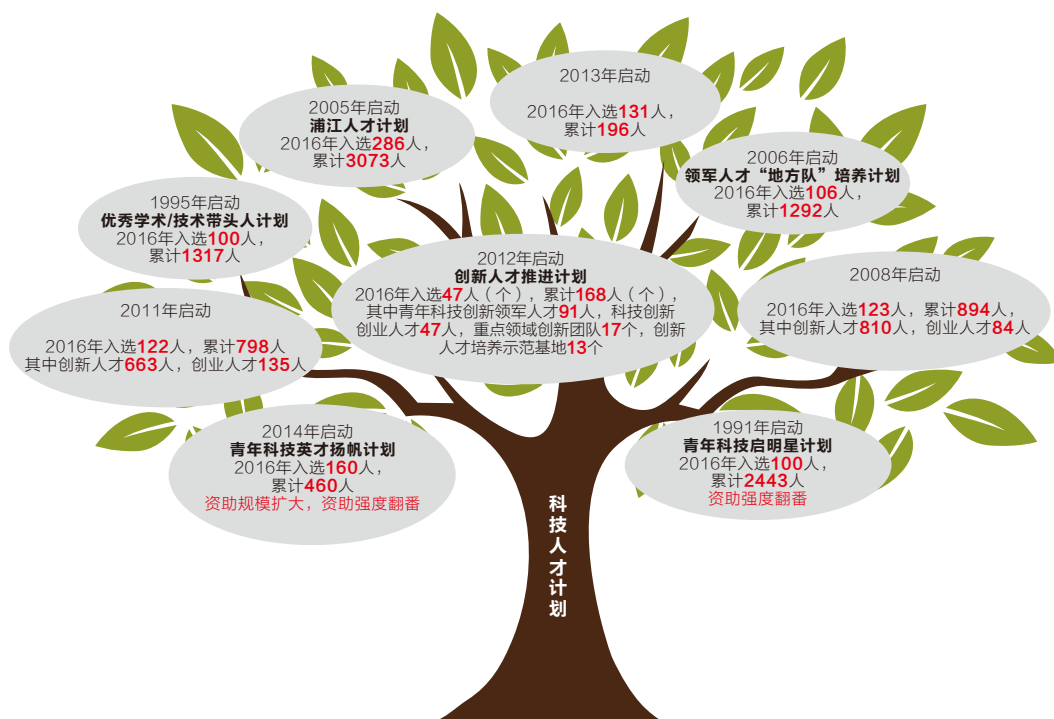 2013年启动
2016年入选131人，
累计196人
2005年启动
浦江人才计划
2016年入选286人，
累计3073人
2006年启动
领军人才“地方队”培养计划
2016年入选106人，
累计1292人
1995年启动
优秀学术/技术带头人计划
2016年入选100人，
累计1317人
2012年启动
创新人才推进计划
2016年入选47人（个），累计168人（个），
其中青年科技创新领军人才91人，科技创新
创业人才47人，重点领域创新团队17个，创新
人才培养示范基地13个
2008年启动
2016年入选123人，累计894人，
其中创新人才810人，创业人才84人
2011年启动
2016年入选122人，累计798人
其中创新人才663人，创业人才135人
2014年启动
青年科技英才扬帆计划
2016年入选160人，
累计460人
资助规模扩大，资助强度翻番
1991年启动
青年科技启明星计划
2016年入选100人，
累计2443人
资助强度翻番
科技人才计划